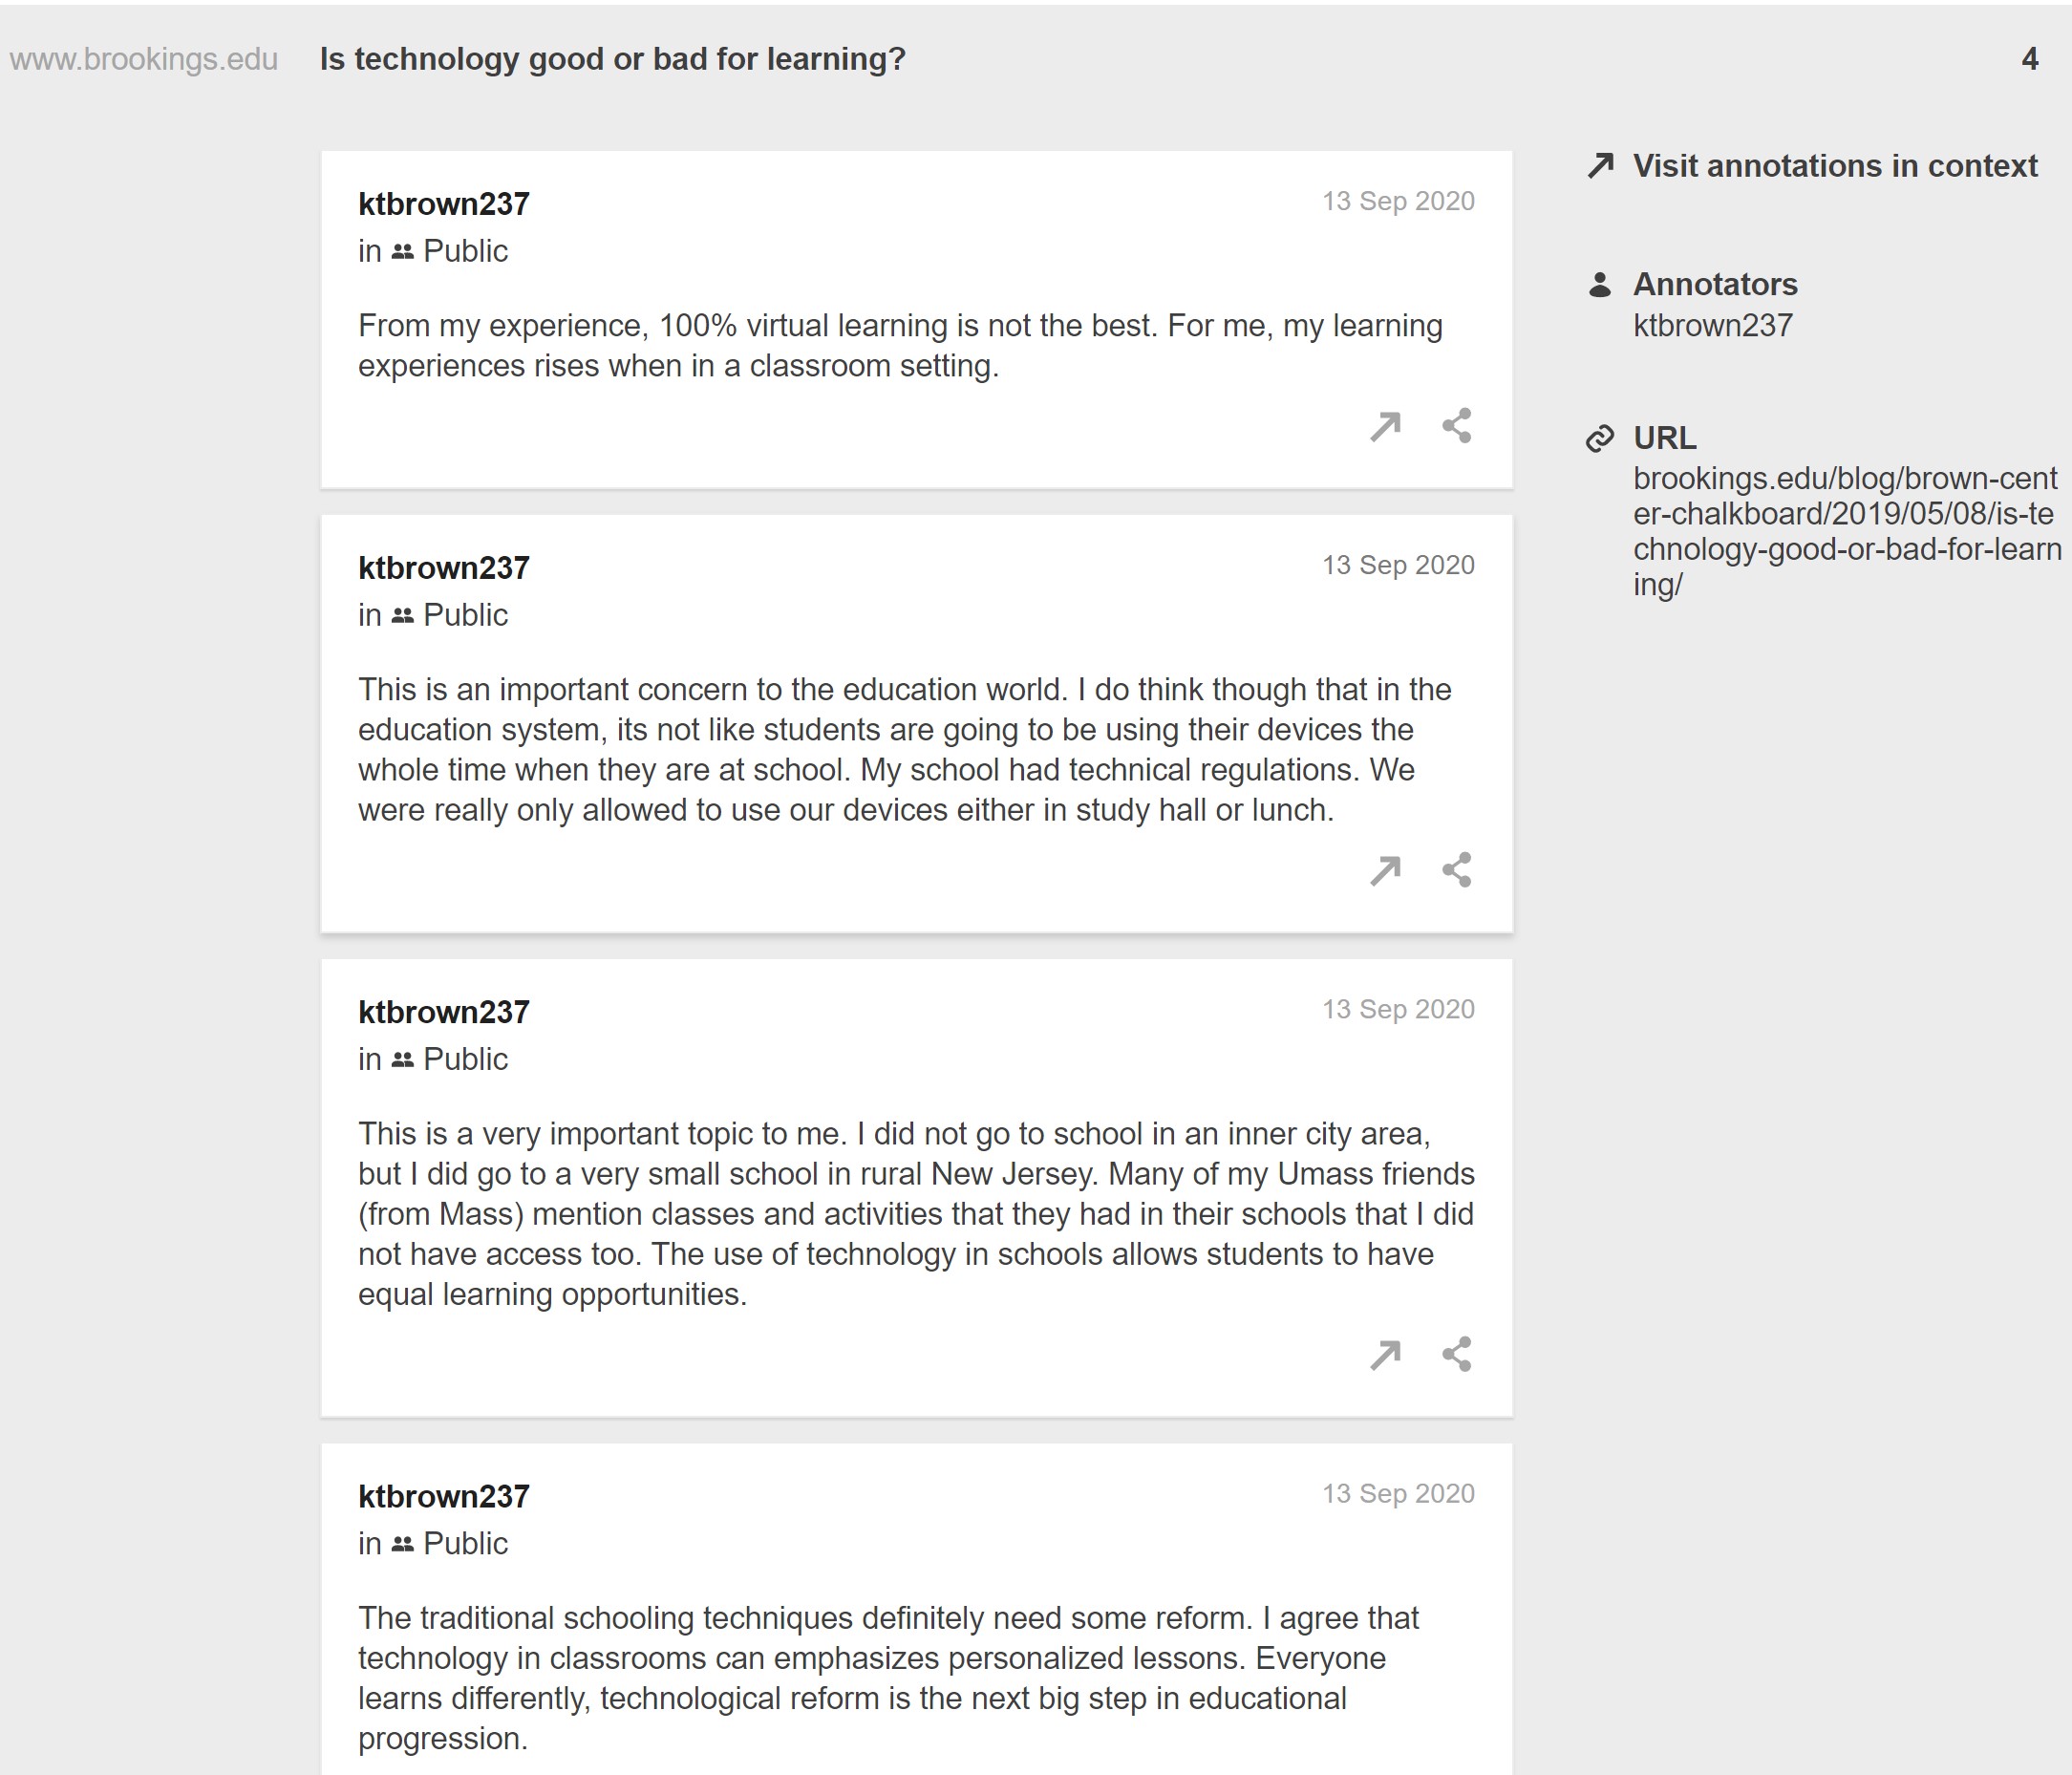 www.brookings.edu Is technology good or bad for learning? 4
Visit annotations in context
Annotators
ktbrown237
URL
brookings.edu/blog/brown-cent
er-chalkboard/2019/05/08/is-te
chnology-good-or-bad-for-learn
ing/
ktbrown237 13 Sep 2020
in Public
From my experience, 100% virtual learning is not the best. For me, my learning
experiences rises when in a classroom setting.
ktbrown237 13 Sep 2020
in Public
This is an important concern to the education world. I do think though that in the
education system, its not like students are going to be using their devices the
whole time when they are at school. My school had technical regulations. We
were really only allowed to use our devices either in study hall or lunch.
ktbrown237 13 Sep 2020
in Public
This is a very important topic to me. I did not go to school in an inner city area,
but I did go to a very small school in rural New Jersey. Many of my Umass friends
(from Mass) mention classes and activities that they had in their schools that I did
not have access too. The use of technology in schools allows students to have
equal learning opportunities.
ktbrown237 13 Sep 2020
in Public
The traditional schooling techniques definitely need some reform. I agree that
technology in classrooms can emphasizes personalized lessons. Everyone
learns differently, technological reform is the next big step in educational
progression.